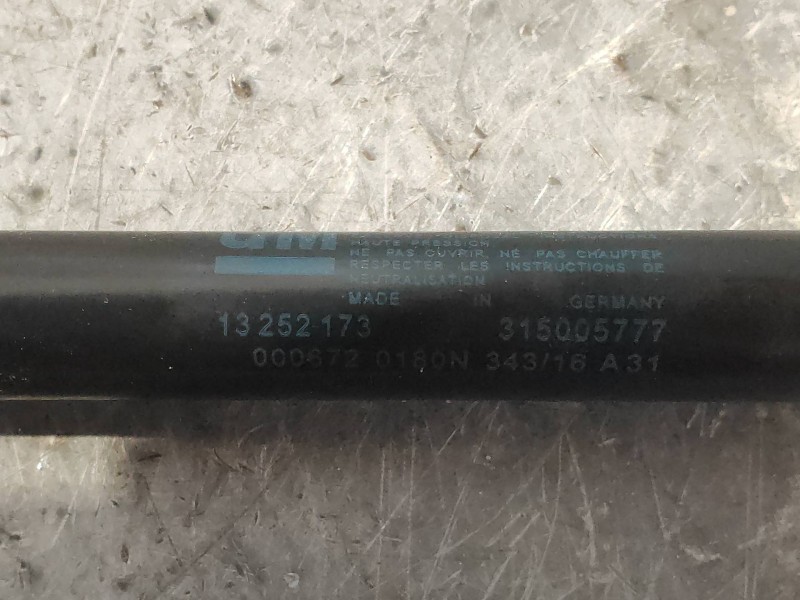 GM
HAUTE PRESSION
NE PAS OUVRIR, NE PAS CHAUFFER
RESPECTER LES INSTRUCTIONS DE
NEUTRALISATION
MADE IN GERMANY
13 252 173 315005777
000672 0180N 343/16 A31